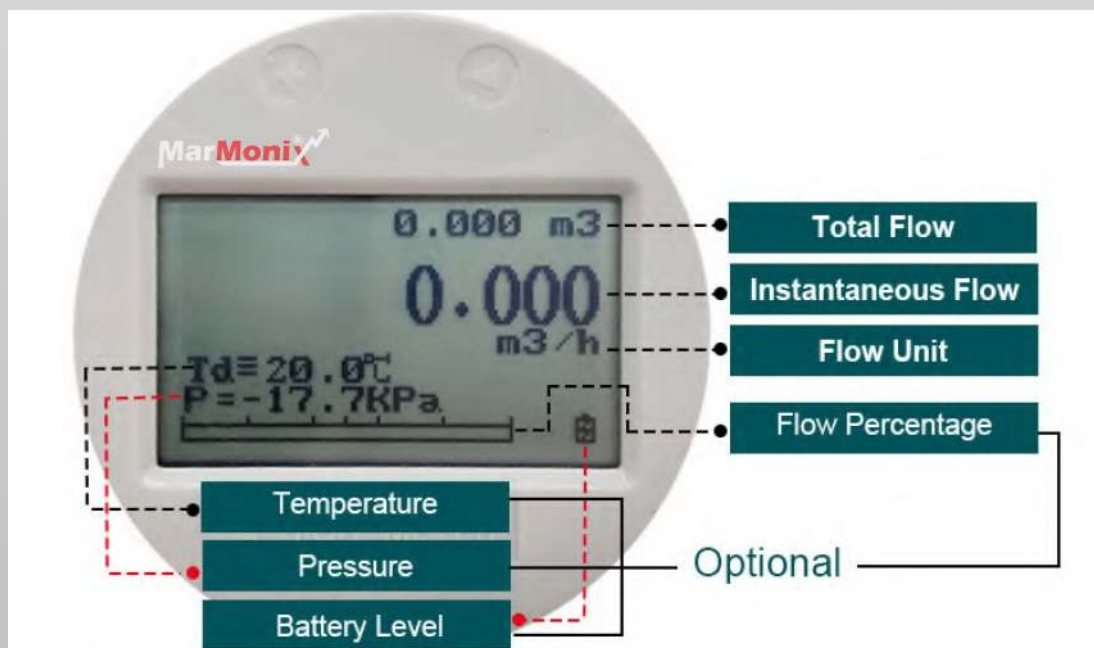 MarMonix
0.000 m3
0.000
m3/h
Td=20.0℃
P=-17.7KPa
Total Flow
Instantaneous Flow
Flow Unit
Flow Percentage
Temperature
Pressure
Battery Level
Optional